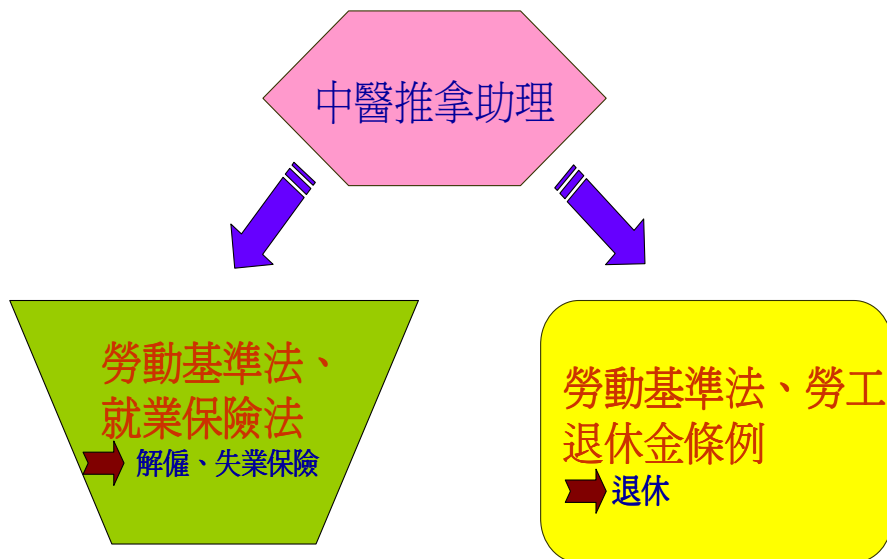 中醫推拿助理
勞動基準法、
就業保險法
解僱、失業保險
勞動基準法、勞工
退休金條例
退休